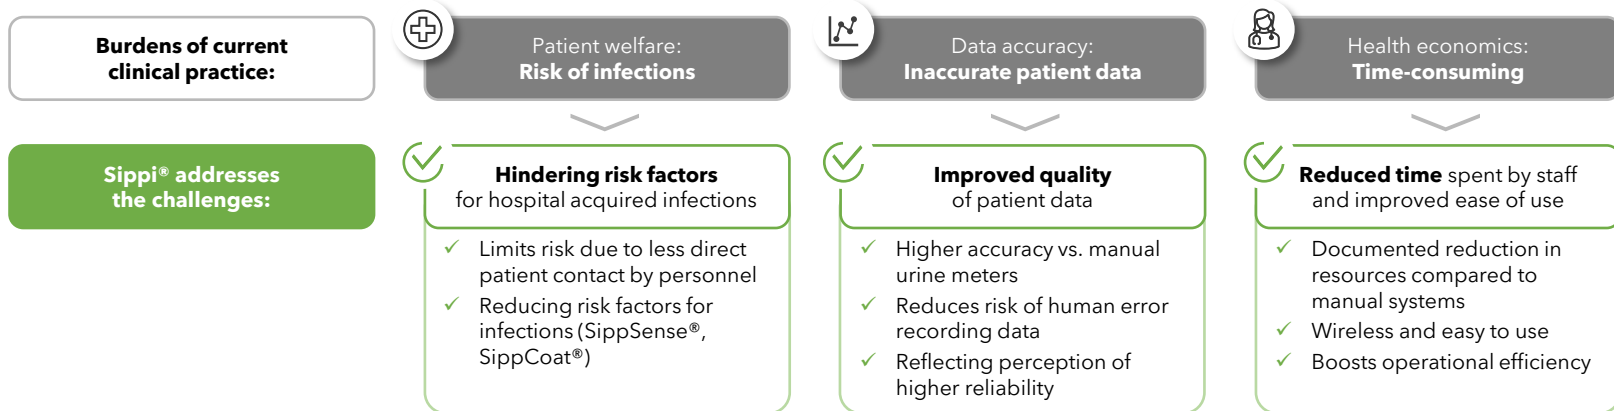 Burdens of current
clinical practice:
Patient welfare:
Risk of infections
Data accuracy:
Inaccurate patient data
Health economics:
Time-consuming
Sippi® addresses
the challenges:
Hindering risk factors
for hospital acquired infections
✓ Limits risk due to less direct
patient contact by personnel
✓ Reducing risk factors for
infections (SippSense®,
SippCoat®)
Improved quality
of patient data
✓ Higher accuracy vs. manual
urine meters
✓ Reduces risk of human error
recording data
✓ Reflecting perception of
higher reliability
Reduced time spent by staff
and improved ease of use
✓ Documented reduction in
resources compared to
manual systems
✓ Wireless and easy to use
✓ Boosts operational efficiency